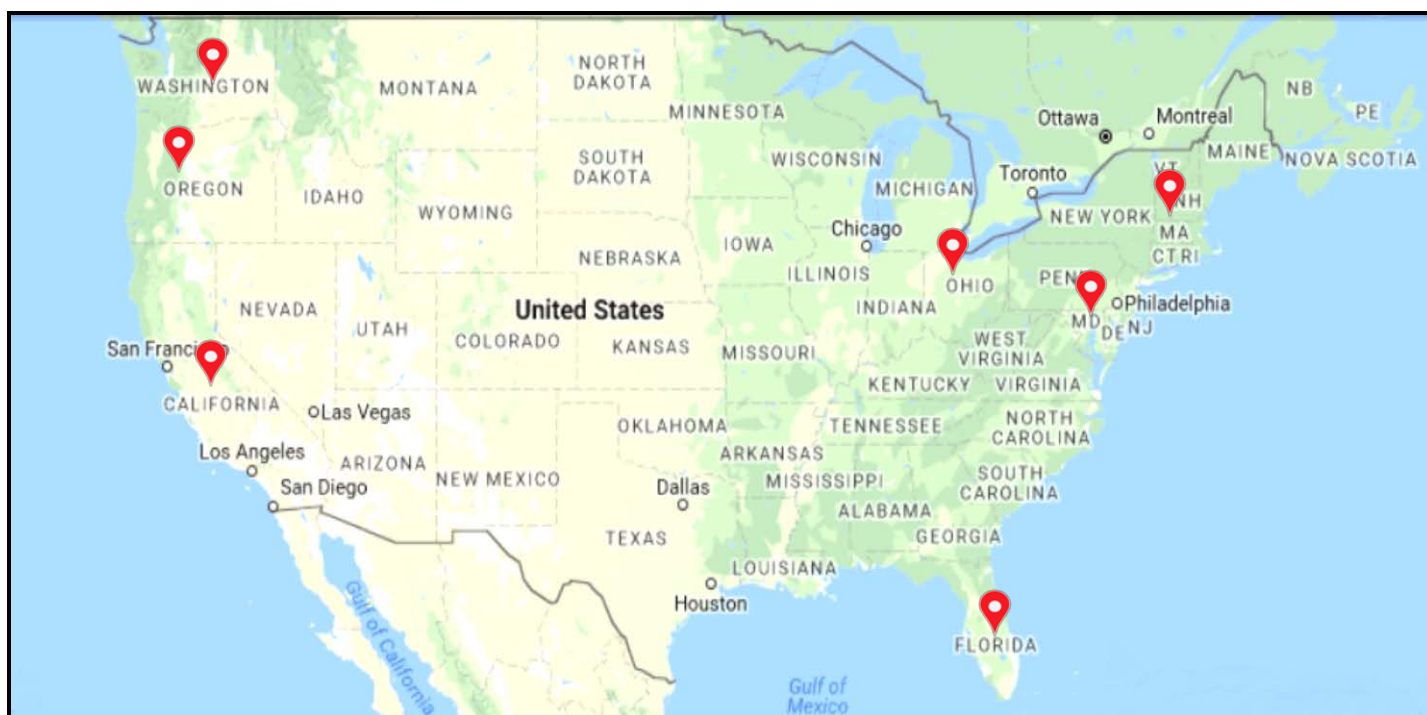 WASHINGTON
MONTANA
NORTH
DAKOTA
MINNESOTA
Ottawa
Montreal
NB
PE
OREGON
IDAHO
SOUTH
DAKOTA
WISCONSIN
MICHIGAN
Toronto
VT
MAINE
NOVA SCOTIA
WYOMING
NH
NEW YORK
IOWA
Chicago
MA
CT RI
NEBRASKA
ILLINOIS
OHIO
PEN
NEVADA
United States
INDIANA
Philadelphia
UTAH
COLORADO
KANSAS
MISSOURI
WEST
VIRGINIA
MD
DE NJ
San Francisco
KENTUCKY
VIRGINIA
CALIFORNIA
Las Vegas
OKLAHOMA
TENNESSEE
NORTH
CAROLINA
Los Angeles
ARIZONA
NEW MEXICO
ARKANSAS
MISSISSIPPI
SOUTH
CAROLINA
San Diego
Dallas
ALABAMA
TEXAS
GEORGIA
LOUISIANA
Houston
Gulf of California
FLORIDA
Gulf of
Mexico